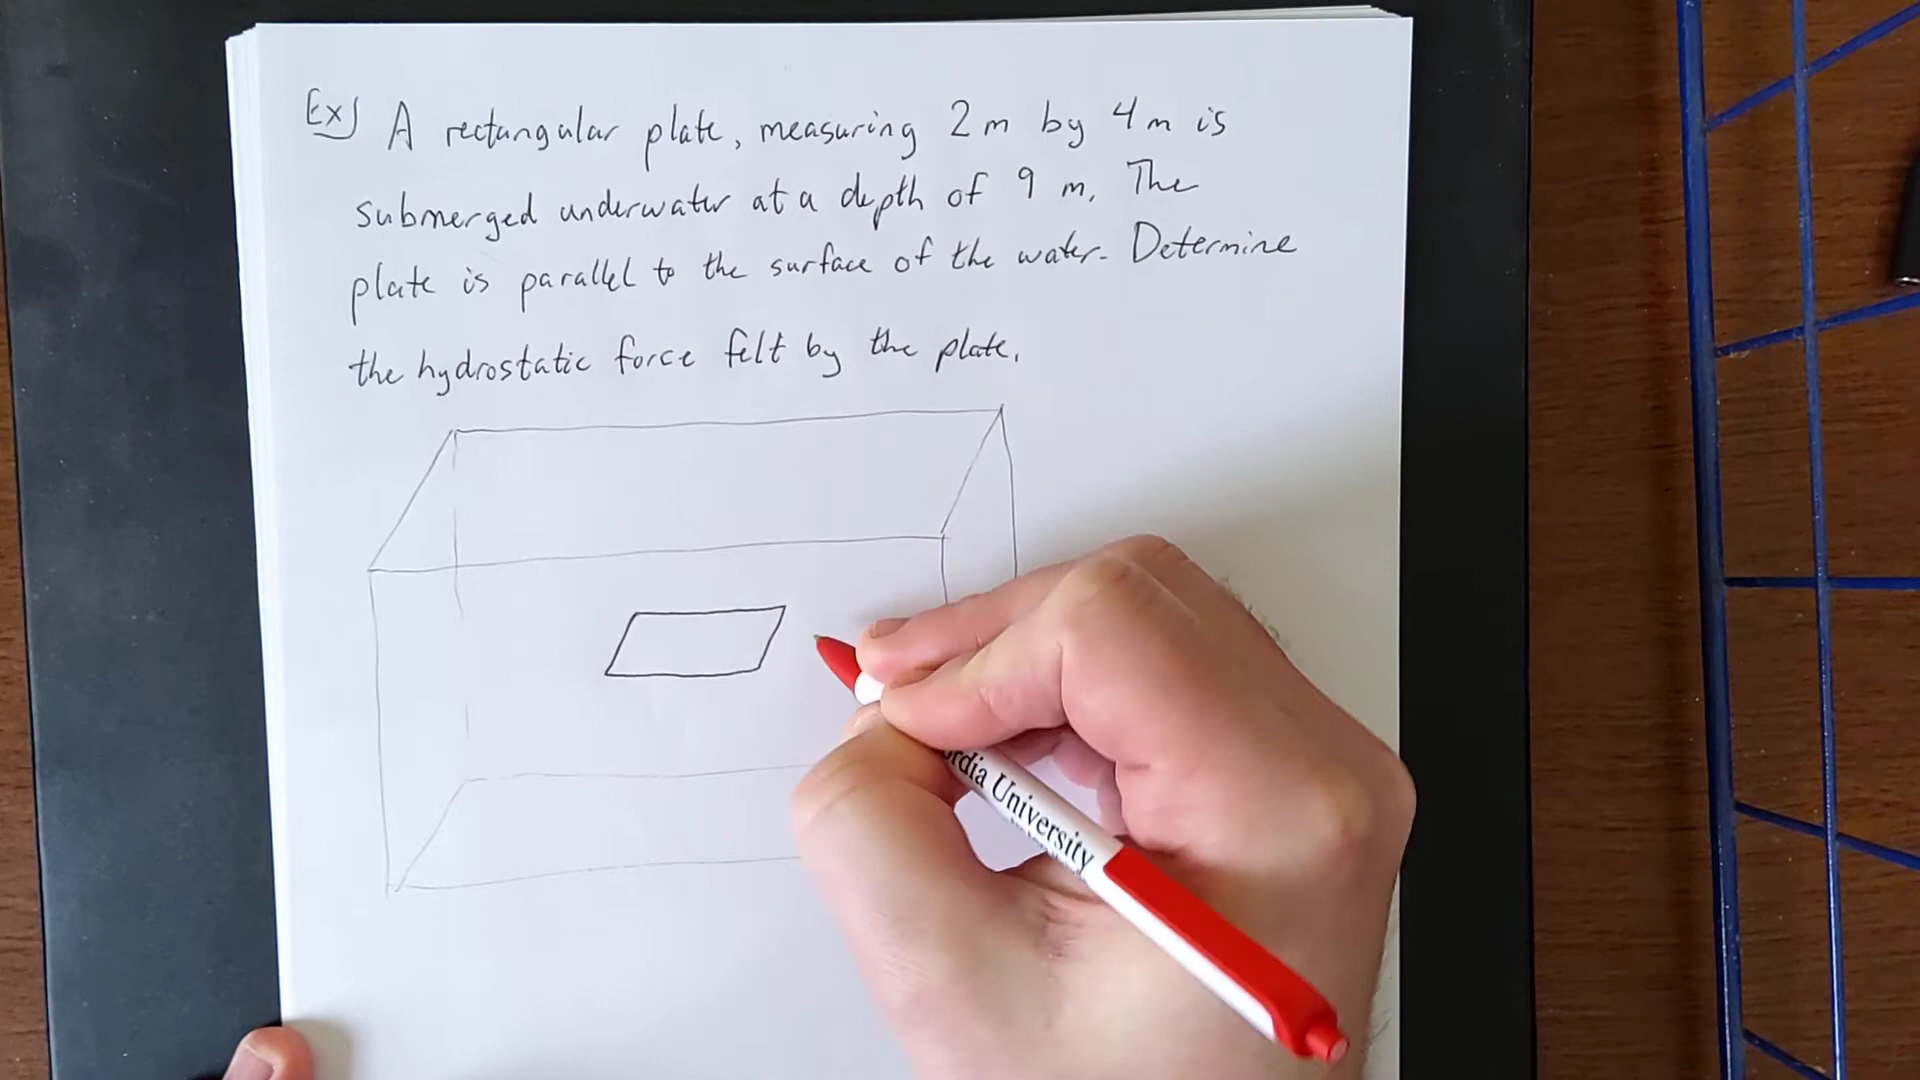 Ex) A rectangular plate, measuring 2 m by 4 m is
submerged underwater at a depth of 9 m. The
plate is parallel to the surface of the water. Determine
the hydrostatic force felt by the plate.
ordia University